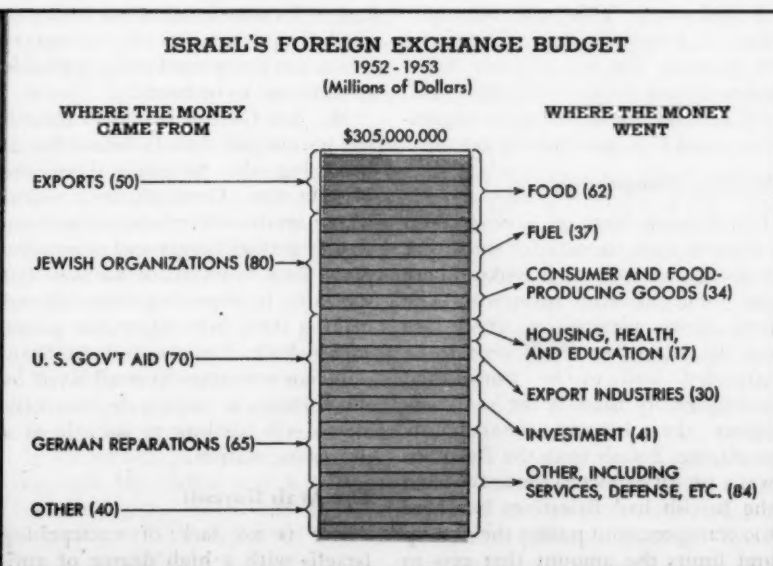 ISRAEL'S FOREIGN EXCHANGE BUDGET
1952-1953
(Millions of Dollars)
WHERE THE MONEY
CAME FROM
WHERE THE MONEY
WENT
$305,000,000
EXPORTS (50)
JEWISH ORGANIZATIONS (80)
U. S. GOV'T AID (70)
GERMAN REPARATIONS (65)
OTHER (40)
FOOD (62)
FUEL (37)
CONSUMER AND FOOD-
PRODUCING GOODS (34)
HOUSING, HEALTH,
AND EDUCATION (17)
EXPORT INDUSTRIES (30)
INVESTMENT (41)
OTHER, INCLUDING
SERVICES, DEFENSE, ETC. (84)